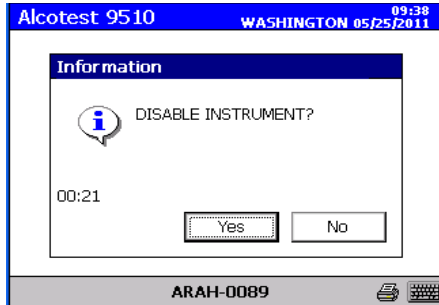 Alcotest 9510
09:38
WASHINGTON 05/25/2011
Information
DISABLE INSTRUMENT?
00:21
Yes No
ARAH-0089